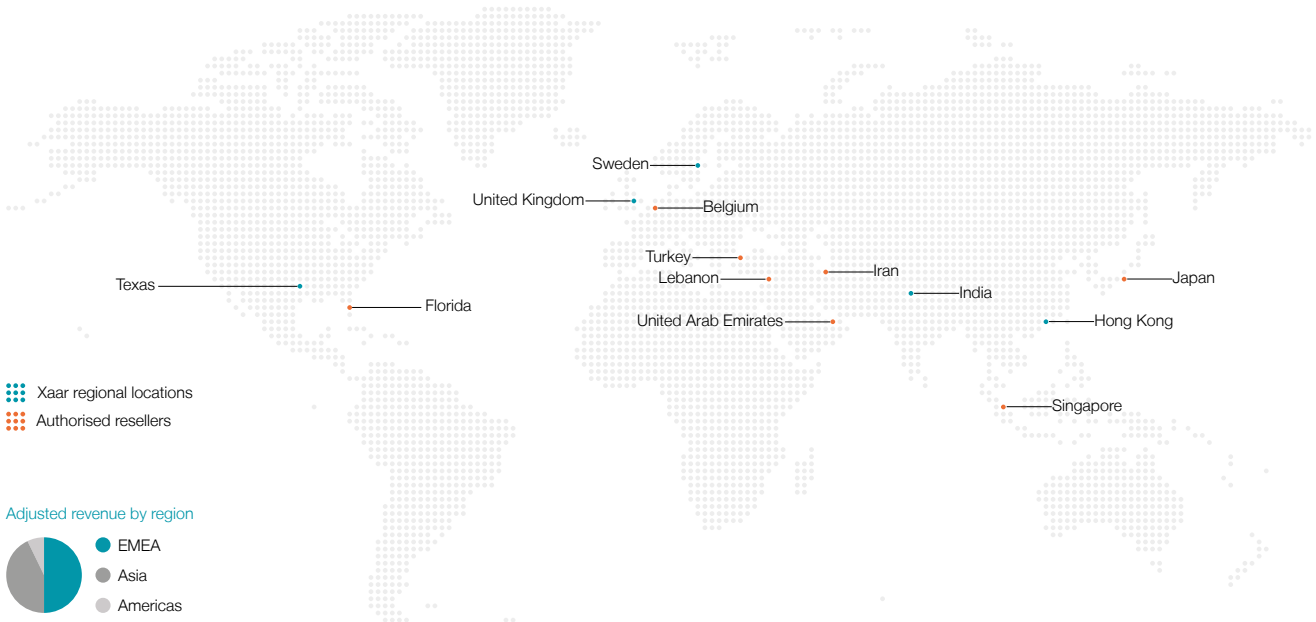 Sweden
United Kingdom
Belgium
Turkey
Iran
Lebanon
Japan
Texas
India
Florida
United Arab Emirates
Hong Kong
Xaar regional locations
Singapore
Authorised resellers
Adjusted revenue by region
EMEA
Asia
Americas